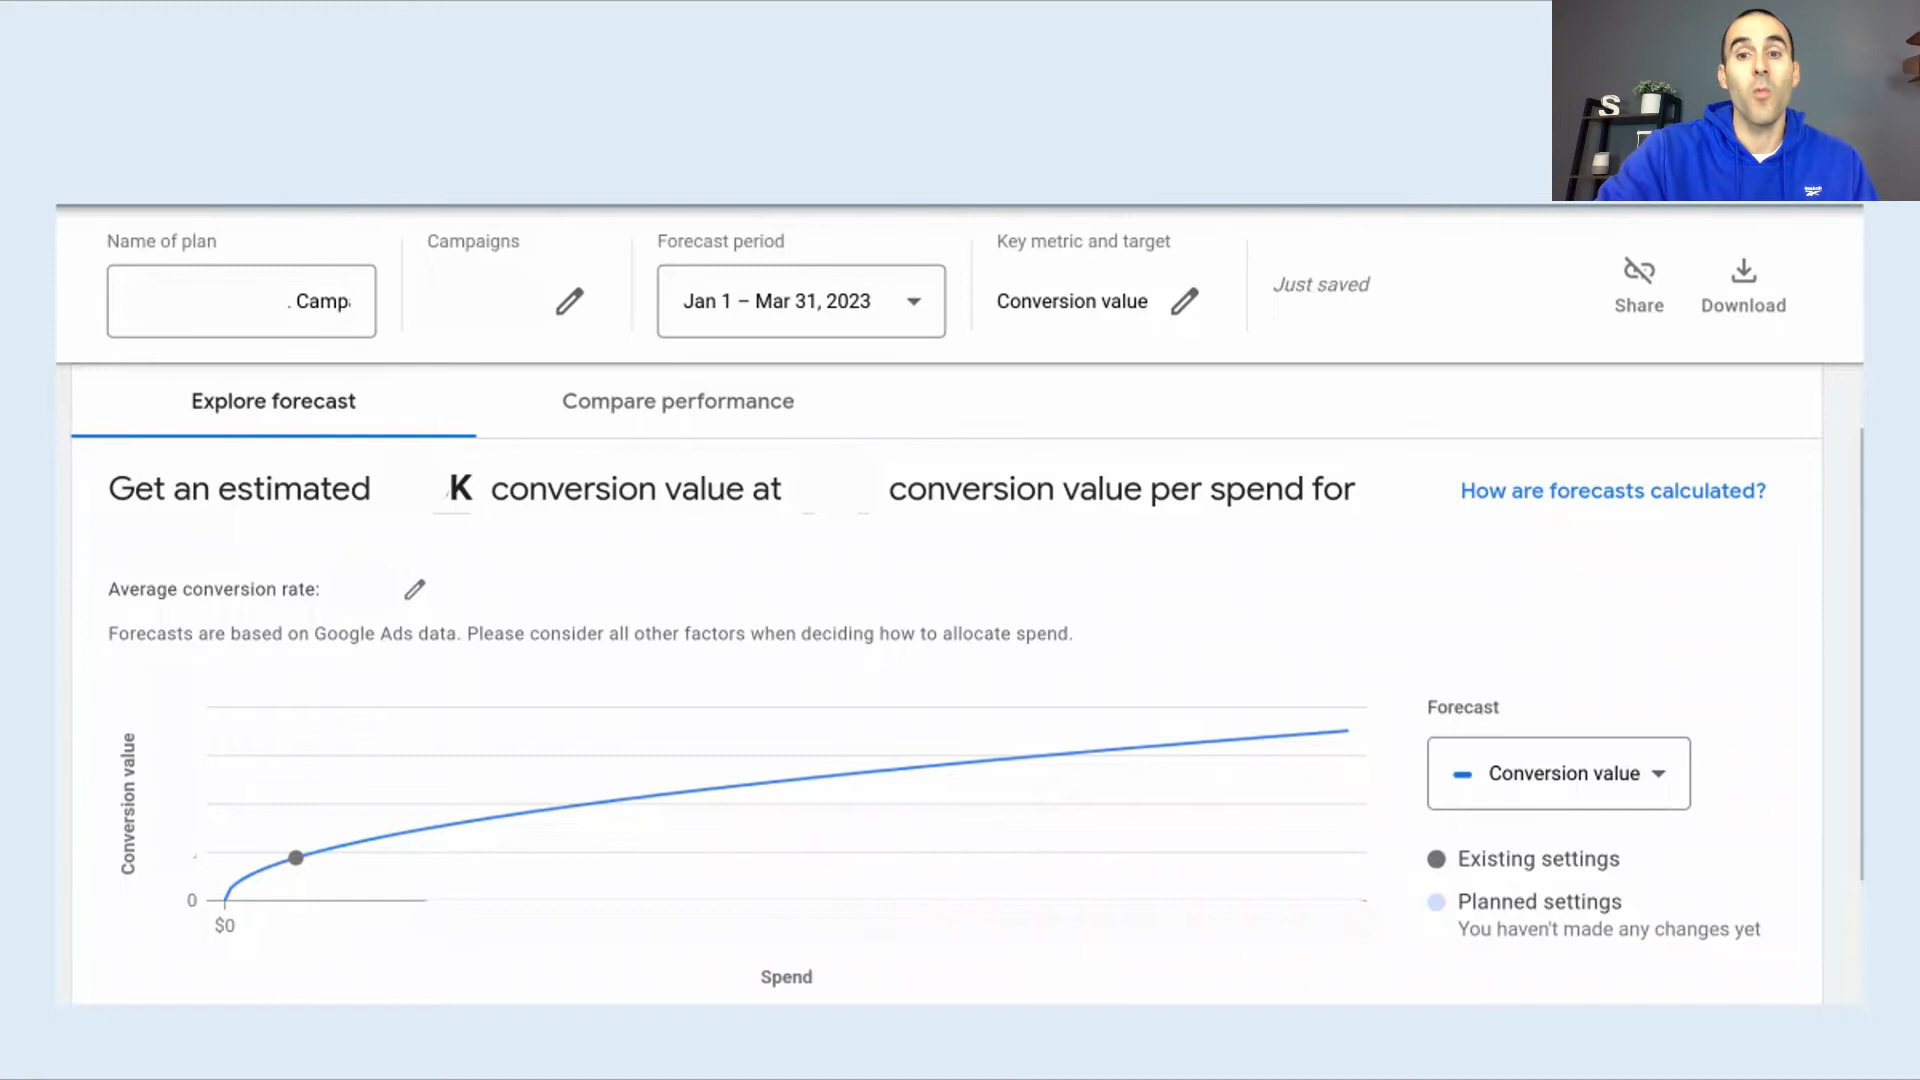 S
Reebok
Name of plan
Campaigns
Forecast period
Key metric and target
. Camp
Jan 1 – Mar 31, 2023
Conversion value
Just saved
Share
Download
Explore forecast
Compare performance
Get an estimated K conversion value at conversion value per spend for
How are forecasts calculated?
Average conversion rate:
Forecasts are based on Google Ads data. Please consider all other factors when deciding how to allocate spend.
Conversion value
0
$0
Spend
Forecast
Conversion value
Existing settings
Planned settings
You haven't made any changes yet